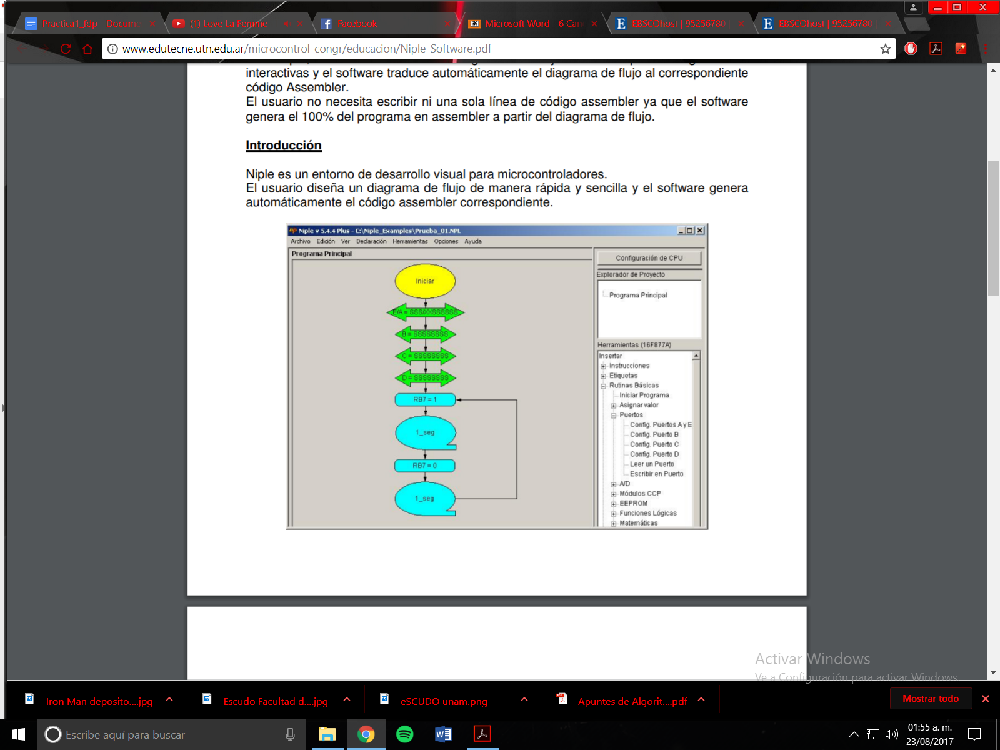 Practica1_fdp - Docume
(1) Love La Femme
Facebook
Microsoft Word - 6 Can
EBSCOhost | 95256780 |
EBSCOhost | 95256780 |
www.edutecne.utn.edu.ar/microcontrol_congr/educacion/Niple_Software.pdf
interactivas y el software traduce automáticamente el diagrama de flujo al correspondiente
código Assembler.
El usuario no necesita escribir ni una sola línea de código assembler ya que el software
genera el 100% del programa en assembler a partir del diagrama de flujo.
Introducción
Niple es un entorno de desarrollo visual para microcontroladores.
El usuario diseña un diagrama de flujo de manera rápida y sencilla y el software genera
automáticamente el código assembler correspondiente.
Niple v 5.4.4 Plus - C:\Niple_Examples\Prueba_01.NPL
Archivo Edición Ver Declaración Herramientas Opciones Ayuda
Programa Principal
Iniciar
E/A = SSS/XXSSSSSS
B = SSSSSSSS
C = SSSSSSSS
D = SSSSSSSS
RB7 = 1
1_seg
RB7 = 0
1_seg
Configuración de CPU
Explorador de Proyecto
Programa Principal
Herramientas (16F877A)
Insertar
Instrucciones
Etiquetas
Rutinas Básicas
Iniciar Programa
Asignar valor
Puertos
Config. Puertos A y E
Config. Puerto B
Config. Puerto C
Config. Puerto D
Leer un Puerto
Escribir en Puerto
A/D
Módulos CCP
EEPROM
Funciones Lógicas
Matemáticas
Activar Windows
Ve a Configuración para activar Windows.
Iron Man deposito....jpg
Escudo Facultad d....jpg
eSCUDO unam.png
Apuntes de Algorit....pdf
Mostrar todo
Escribe aquí para buscar
01:55 a. m.
23/08/2017